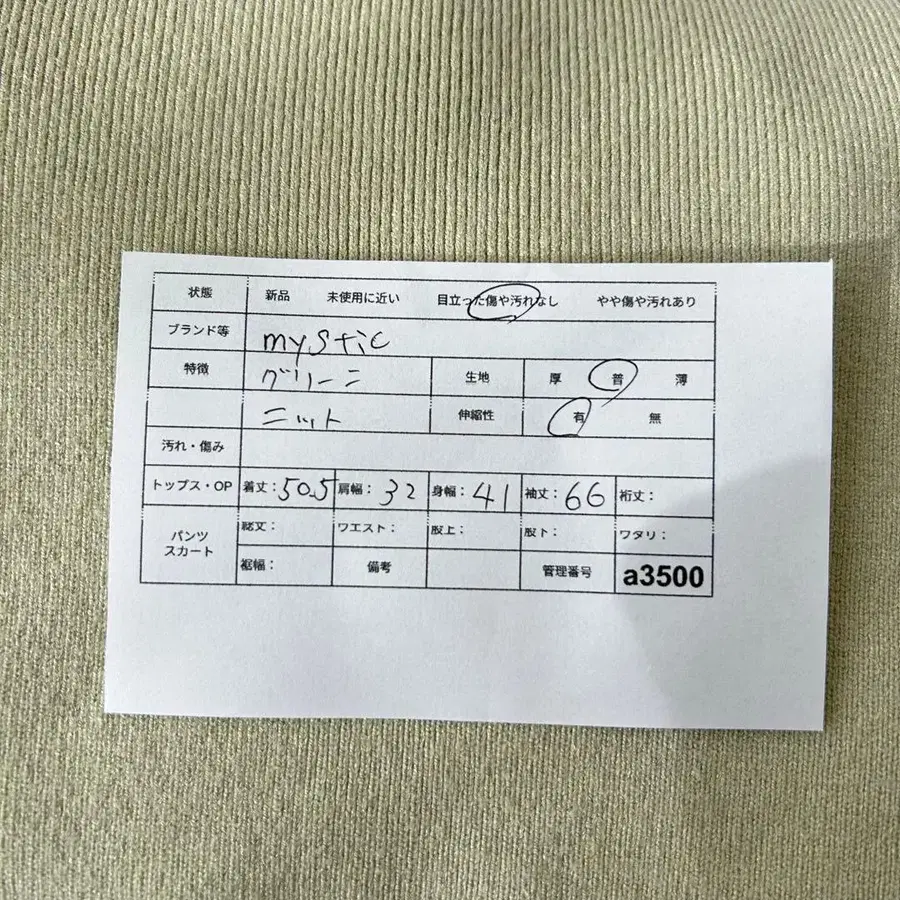 状態 新品 未使用に近い 目立った傷や汚れなし やや傷や汚れあり
ブランド等 mystic
特徴 グリーン 生地 厚 普 薄
ニット 伸縮性 有 無
汚れ・傷み
トップス・OP 着丈：50.5 肩幅：32 身幅：41 袖丈：66 裄丈：
パンツ スカート 総丈： ウエスト： 股上： 股下： ワタリ：
裾幅： 備考 管理番号 a3500